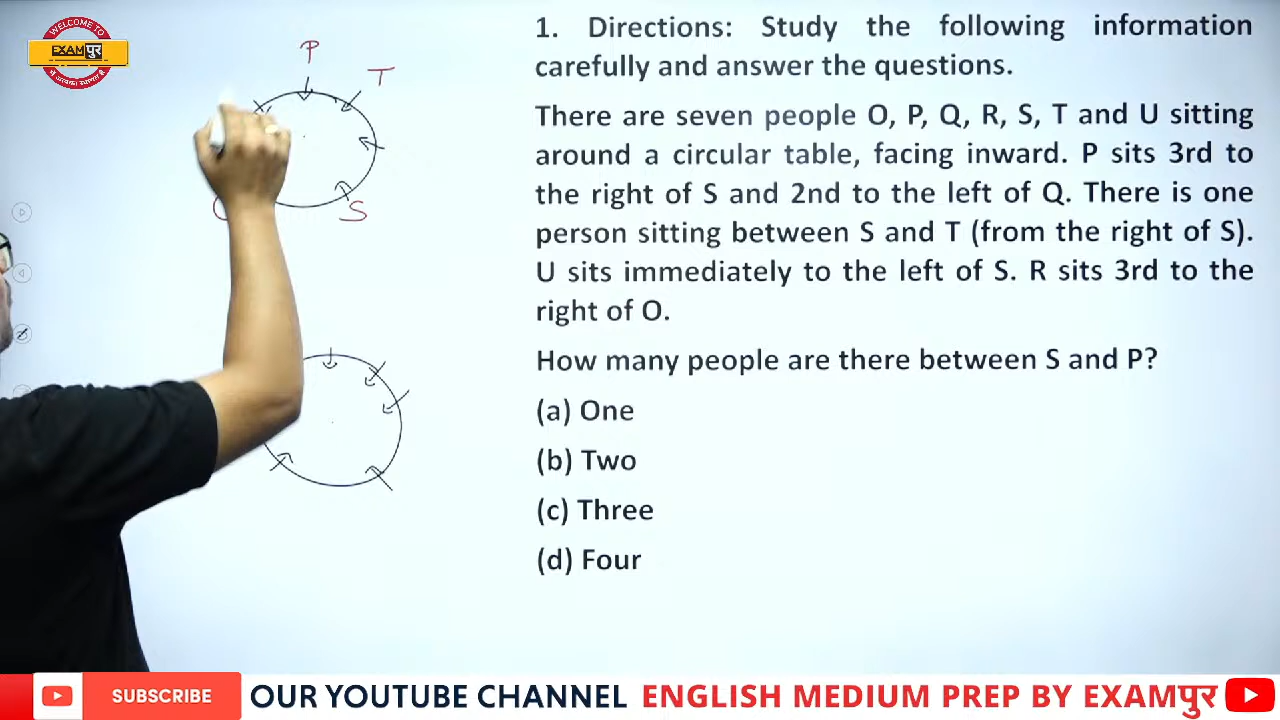 WELCOME TO
EXAMपुर
P
T
S
1. Directions: Study the following information
carefully and answer the questions.
There are seven people O, P, Q, R, S, T and U sitting
around a circular table, facing inward. P sits 3rd to
the right of S and 2nd to the left of Q. There is one
person sitting between S and T (from the right of S).
U sits immediately to the left of S. R sits 3rd to the
right of O.
How many people are there between S and P?
(a) One
(b) Two
(c) Three
(d) Four
SUBSCRIBE
OUR YOUTUBE CHANNEL ENGLISH MEDIUM PREP BY EXAMपुर